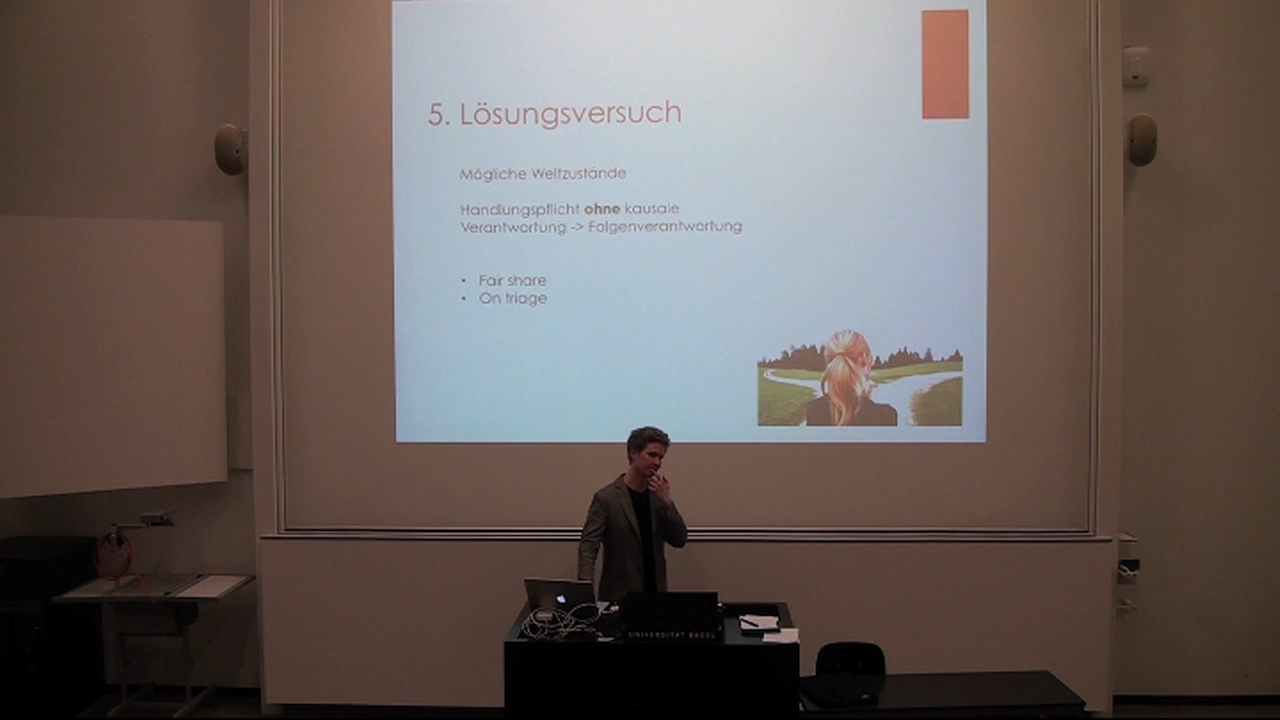 5. Lösungsversuch
Mögliche Weltzustände
Handlungspflicht ohne kausale
Verantwortung -> Folgenverantwortung
• Fair share
• On triage
UNIVERSITÄT BASEL